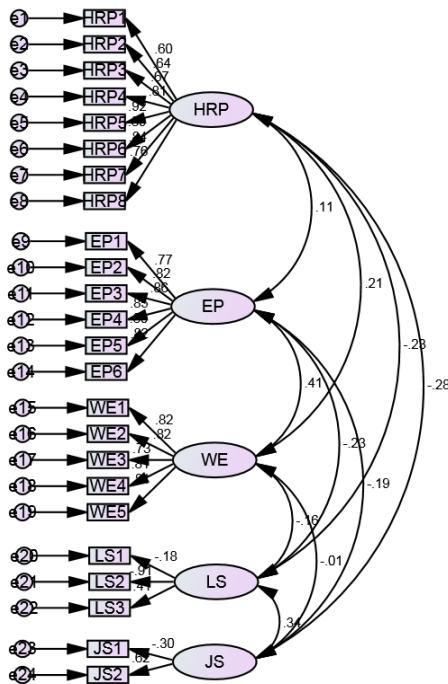 e1 HRP1
e2 HRP2
e3 HRP3
e4 HRP4
e5 HRP5
e6 HRP6
e7 HRP7
e8 HRP8
.60
.64
.67
.81
.92
.84
.76
HRP
.11
.21
-.23
-.28
e9 EP1
e10 EP2
e11 EP3
e12 EP4
e13 EP5
e14 EP6
.77
.82
.86
.85
.82
EP
.41
-.23
-.19
e15 WE1
e16 WE2
e17 WE3
e18 WE4
e19 WE5
.82
.82
.73
.81
WE
-.16
-.01
e20 LS1
e21 LS2
e22 LS3
-.18
-.91
.41
LS
.34
e23 JS1
e24 JS2
-.30
.62
JS